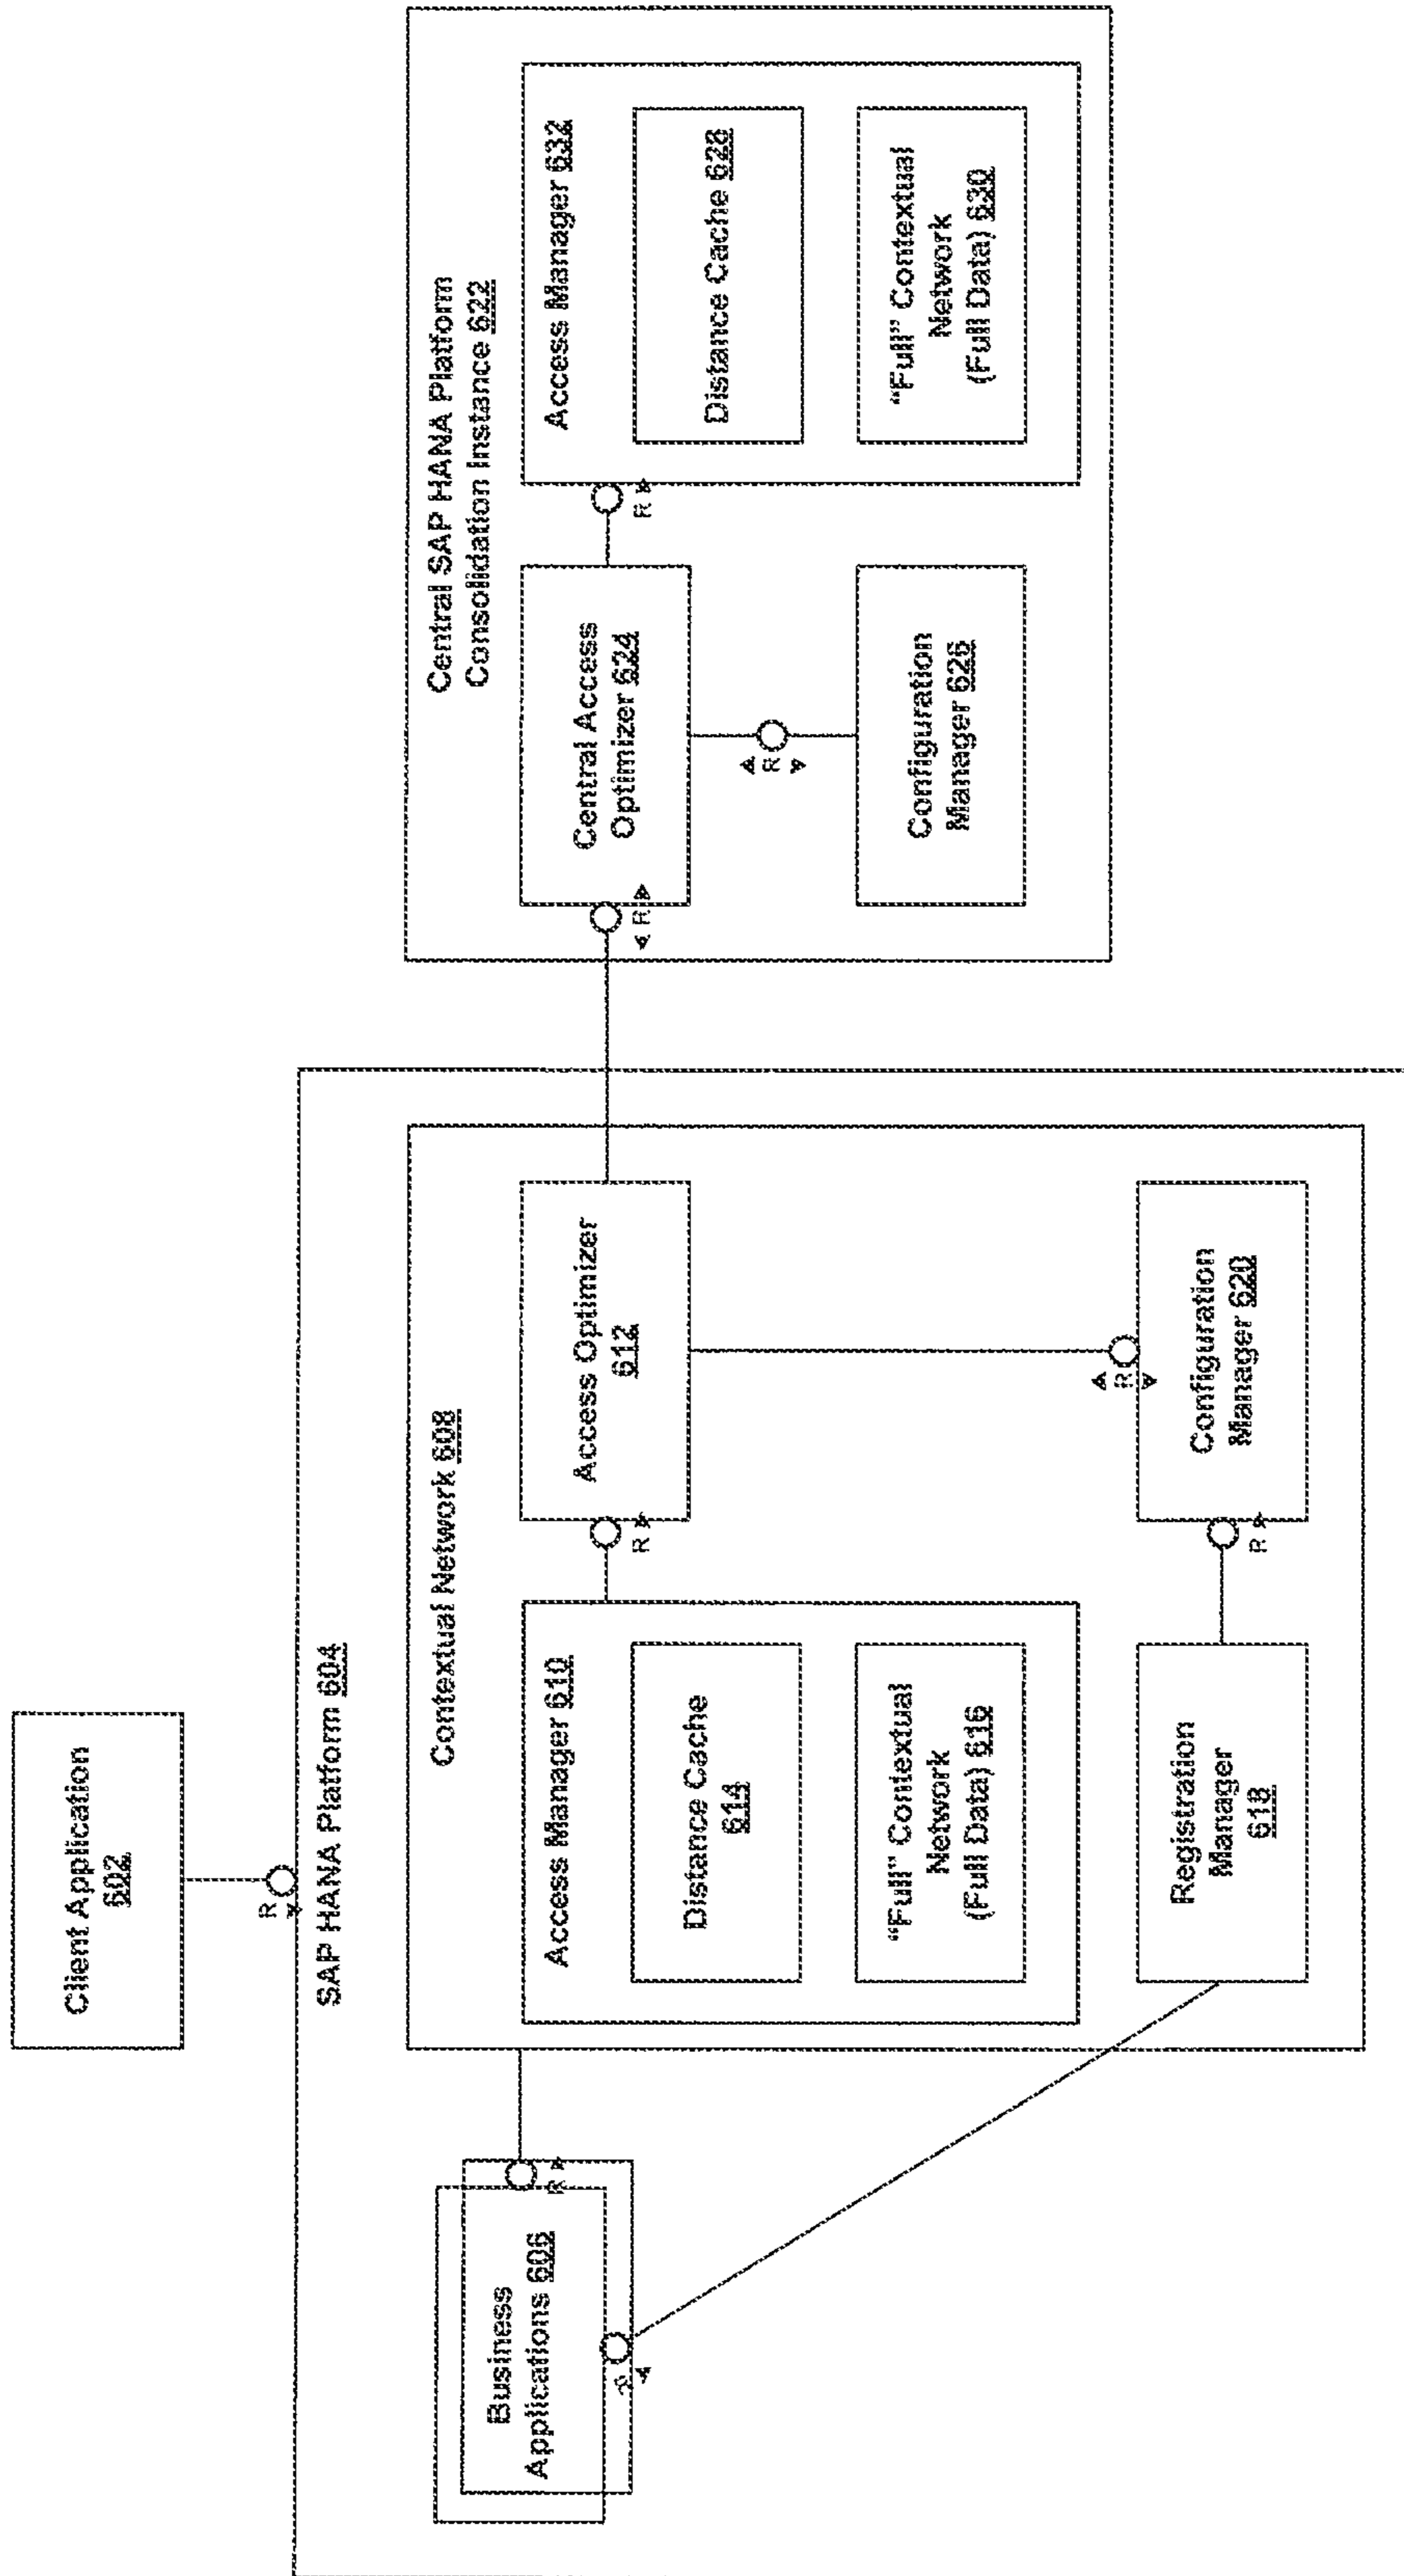 Client Application
602
R
SAP HANA Platform 604
Business
Applications 606
R
R
Contextual Network 608
Access Manager 610
Distance Cache
614
“Full” Contextual
Network
(Full Data) 616
R
Access Optimizer
612
R
Registration
Manager
618
R
Configuration
Manager 620
Central SAP HANA Platform
Consolidation Instance 622
R
Central Access
Optimizer 624
R
Configuration
Manager 626
R
Access Manager 632
Distance Cache 628
“Full” Contextual
Network
(Full Data) 630